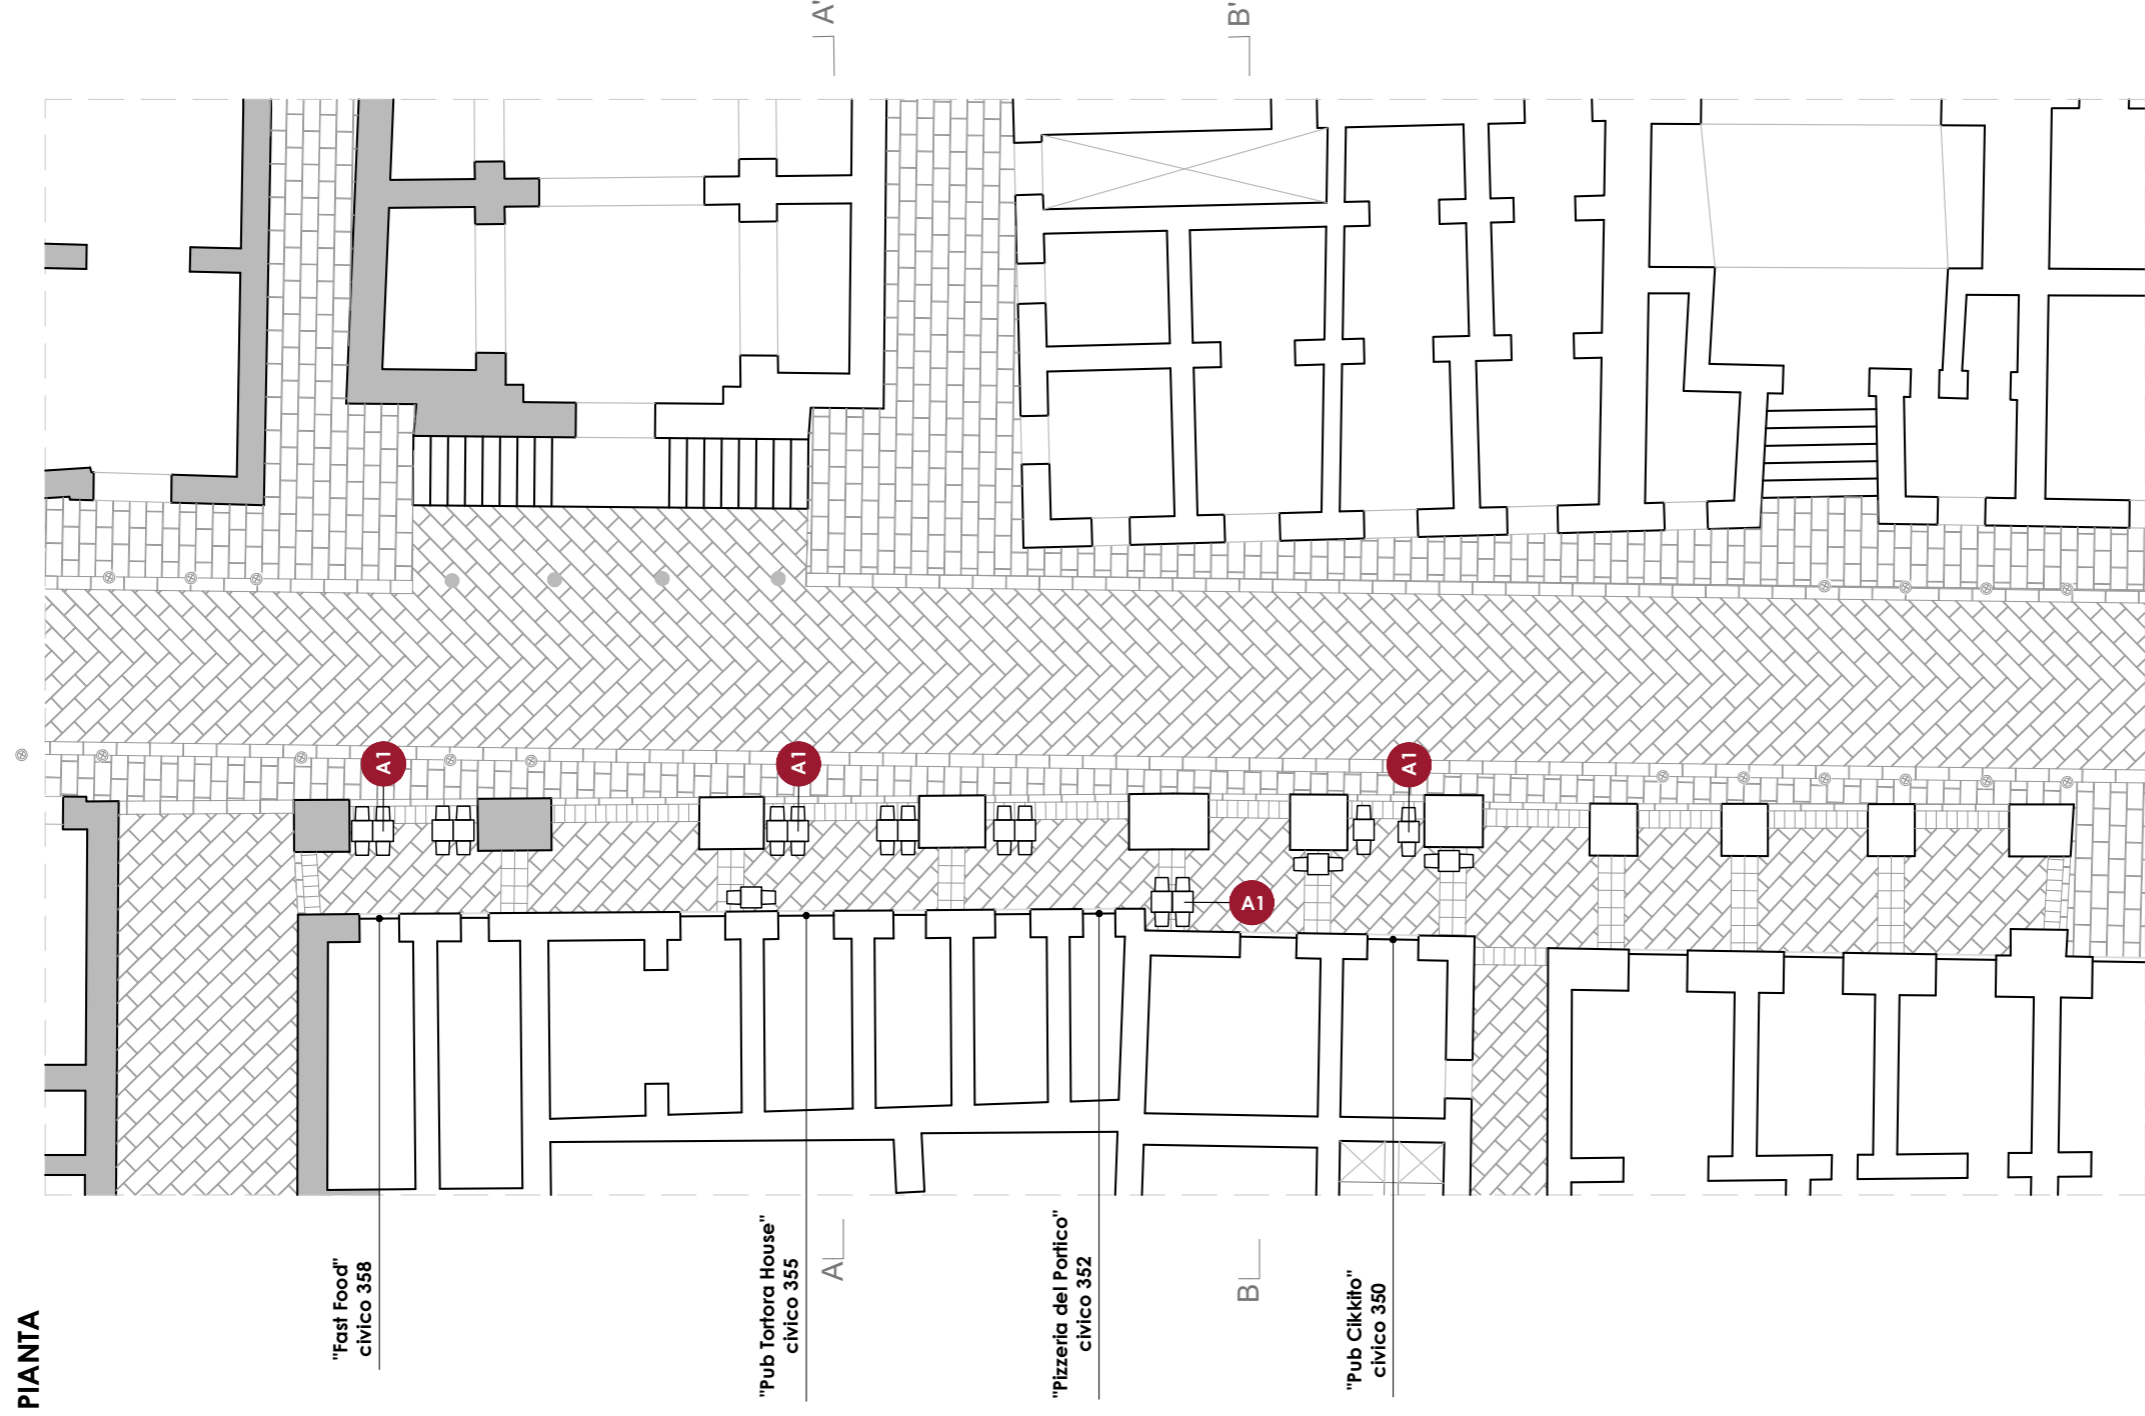 PIANTA
"Fast Food"
civico 358
"Pub Tortora House"
civico 355
"Pizzeria del Portico"
civico 352
"Pub Cikkito"
civico 350
A
A'
B
B'
A1
A1
A1
A1